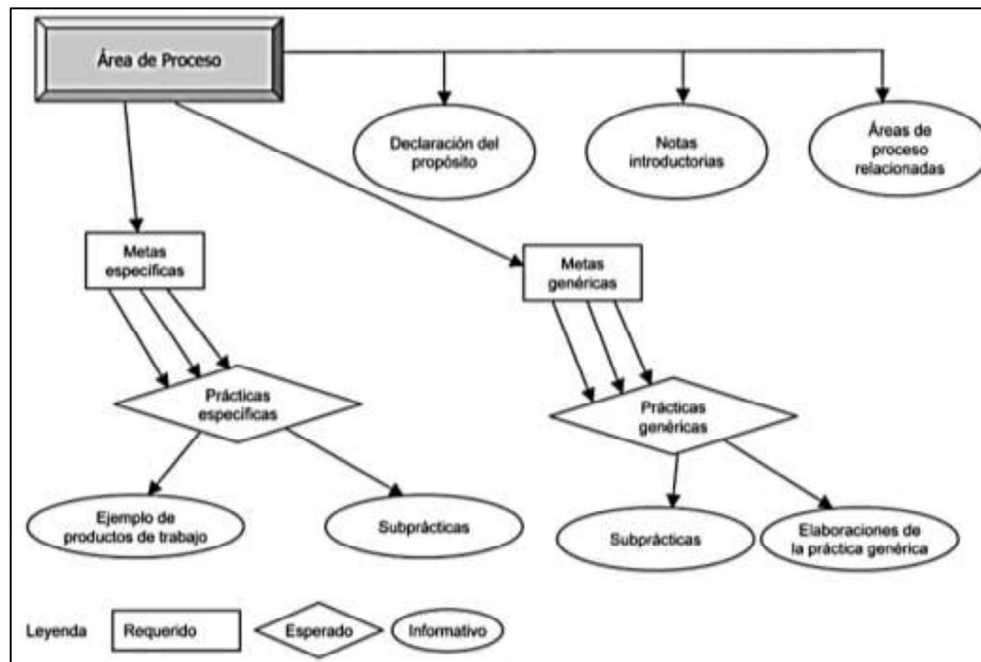 Área de Proceso
Declaración del
propósito
Notas
introductorias
Áreas de
proceso
relacionadas
Metas
específicas
Metas
genéricas
Prácticas
específicas
Prácticas
genéricas
Ejemplo de
productos de trabajo
Subprácticas
Subprácticas
Elaboraciones de
la práctica genérica
Leyenda
Requerido
Esperado
Informativo